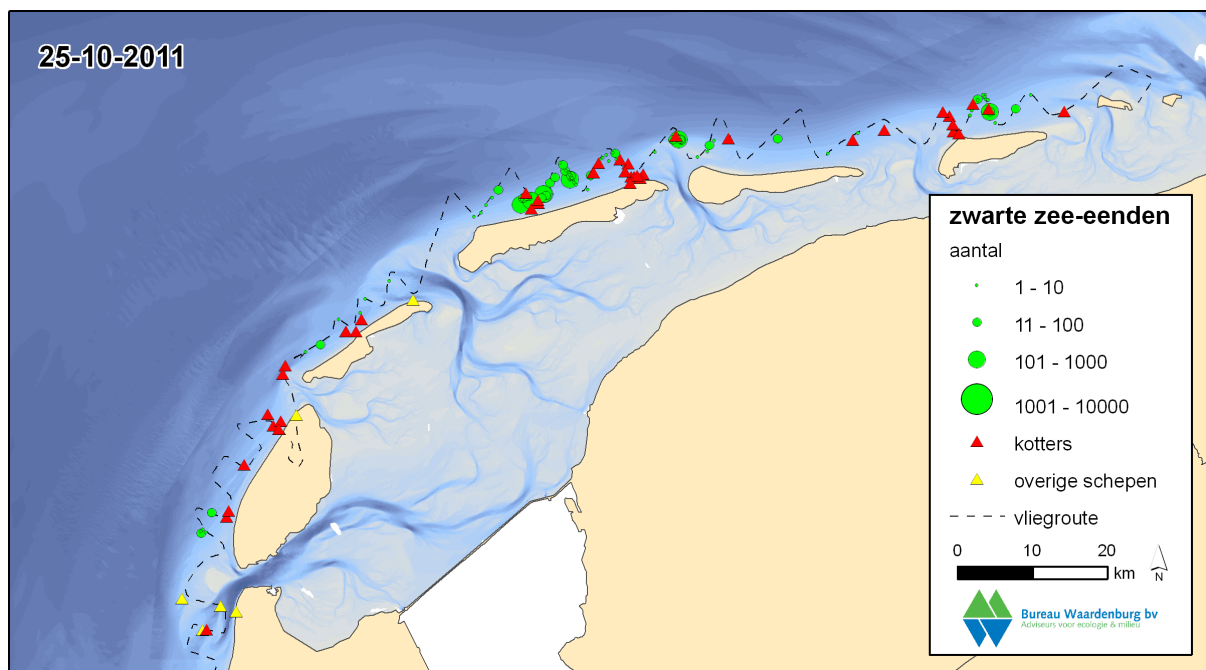 25-10-2011
zwarte zee-eenden
aantal
1 - 10
11 - 100
101 - 1000
1001 - 10000
kotters
overige schepen
vliegroute
0 10 20
km
N
Bureau Waardenburg bv
Adviseurs voor ecologie & milieu